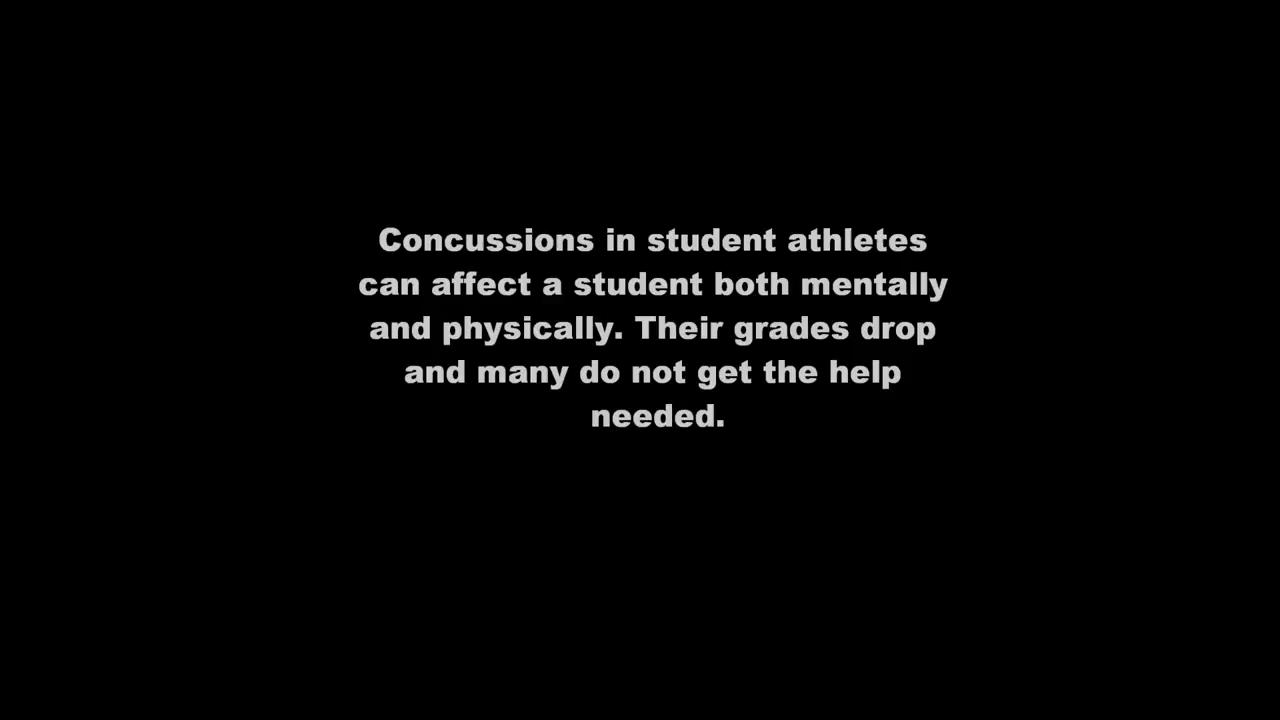 Concussions in student athletes
can affect a student both mentally
and physically. Their grades drop
and many do not get the help
needed.